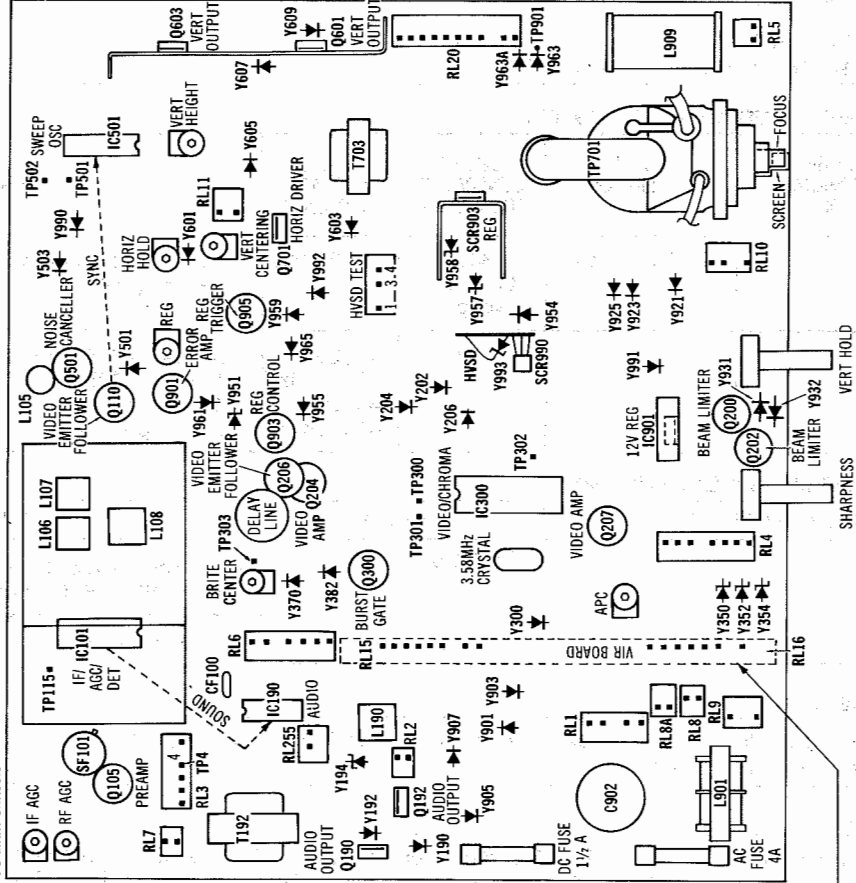 IF AGC
RF AGC
SF101
Q105
PREAMP
RL7
RL3
4
TP4
T192
AUDIO
OUTPUT
Q190
Y192
Y190
Q192
AUDIO
OUTPUT
Y194
RL255
IC190
AUDIO
L190
RL2
Y907
Y905
Y901
Y903
DC FUSE
1½ A
AC
FUSE
4A
C902
L901
RL1
RL8A
RL8
RL9
TP115
IC101
IF/
AGC/
DET
SOUND
CF100
RL6
RL15
VIR BOARD
RL16
L106
L107
L108
L105
TP303
BRITE
CENTER
Y370
Y382
BURST
GATE
Q300
DELAY
LINE
VIDEO
EMITTER
FOLLOWER
Q206
Q204
VIDEO
AMP
TP301
TP300
VIDEO/CHROMA
IC300
TP302
3.58MHz
CRYSTAL
Y300
APC
VIDEO AMP
Q207
RL4
Y350
Y352
Y354
SHARPNESS
VIDEO
EMITTER
FOLLOWER
Q110
Q501
NOISE
CANCELLER
Y501
Y503
SYNC
Y990
TP502
TP501
SWEEP
OSC
IC501
Q901
ERROR
AMP
REG
Y961
Y951
REG
CONTROL
Q903
Y955
REG
TRIGGER
Q905
Y959
Y965
Y992
HORIZ
HOLD
Y601
VERT
CENTERING
RL11
Q701
HORIZ DRIVER
Y603
Y605
VERT
HEIGHT
Y607
Q603
VERT
OUTPUT
Y609
Q601
VERT
OUTPUT
T703
HVSD TEST
1 3 4
Y204
Y202
Y206
HVSD
Y993
SCR990
Y954
Y957
Y958
SCR903
REG
RL20
Y963A
Y963
TP901
L909
RL5
TP701
FOCUS
SCREEN
RL10
Y925
Y923
Y921
Y991
12V REG
IC901
BEAM LIMITER
Q200
Q202
BEAM
LIMITER
Y931
Y932
VERT HOLD